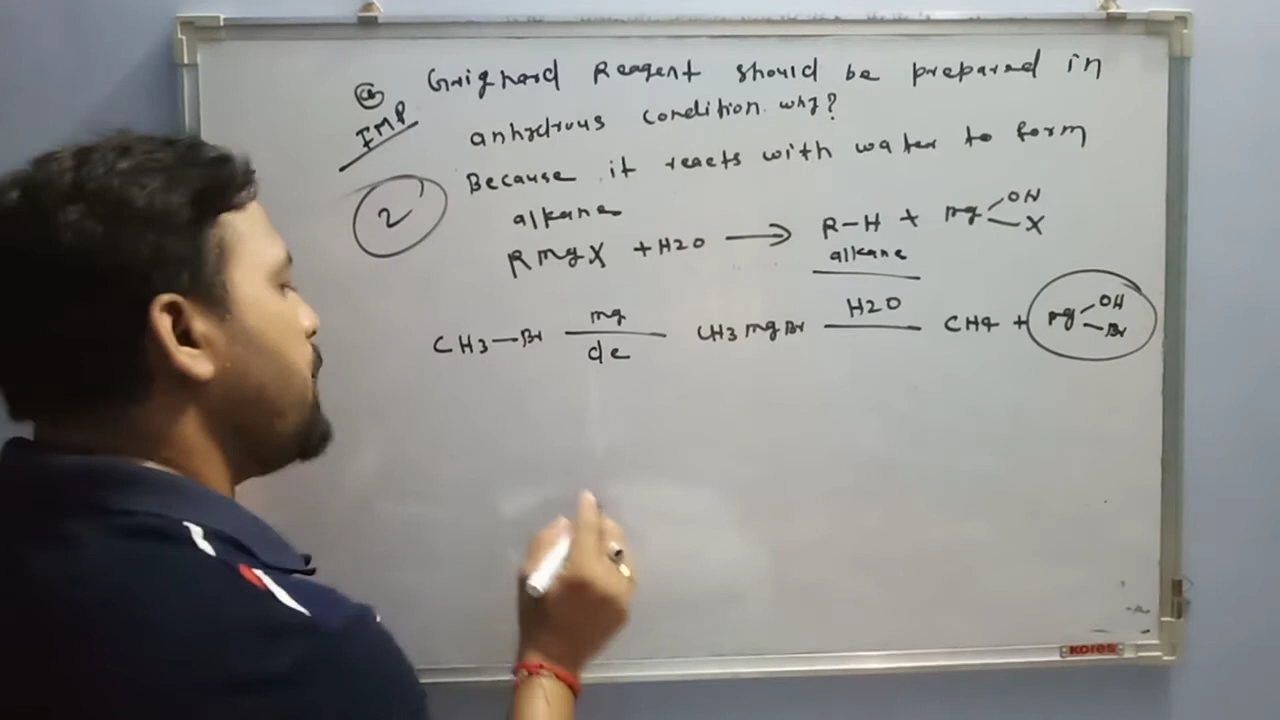 Q Grignard Reagent should be prepared in
IMP anhydrous condition. why?
2 Because it reacts with water to form
alkane
RMgX + H2O → R-H + Mg OH X
alkane
CH3-Br Mg CH3MgBr H2O CH4 + Mg OH Br
de
KORES